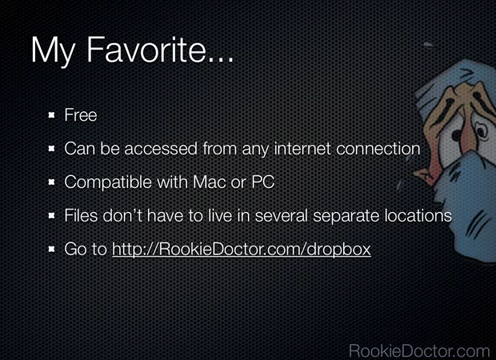 My Favorite...
Free
Can be accessed from any internet connection
Compatible with Mac or PC
Files don't have to live in several separate locations
Go to http://RookieDoctor.com/dropbox
RookieDoctor.com